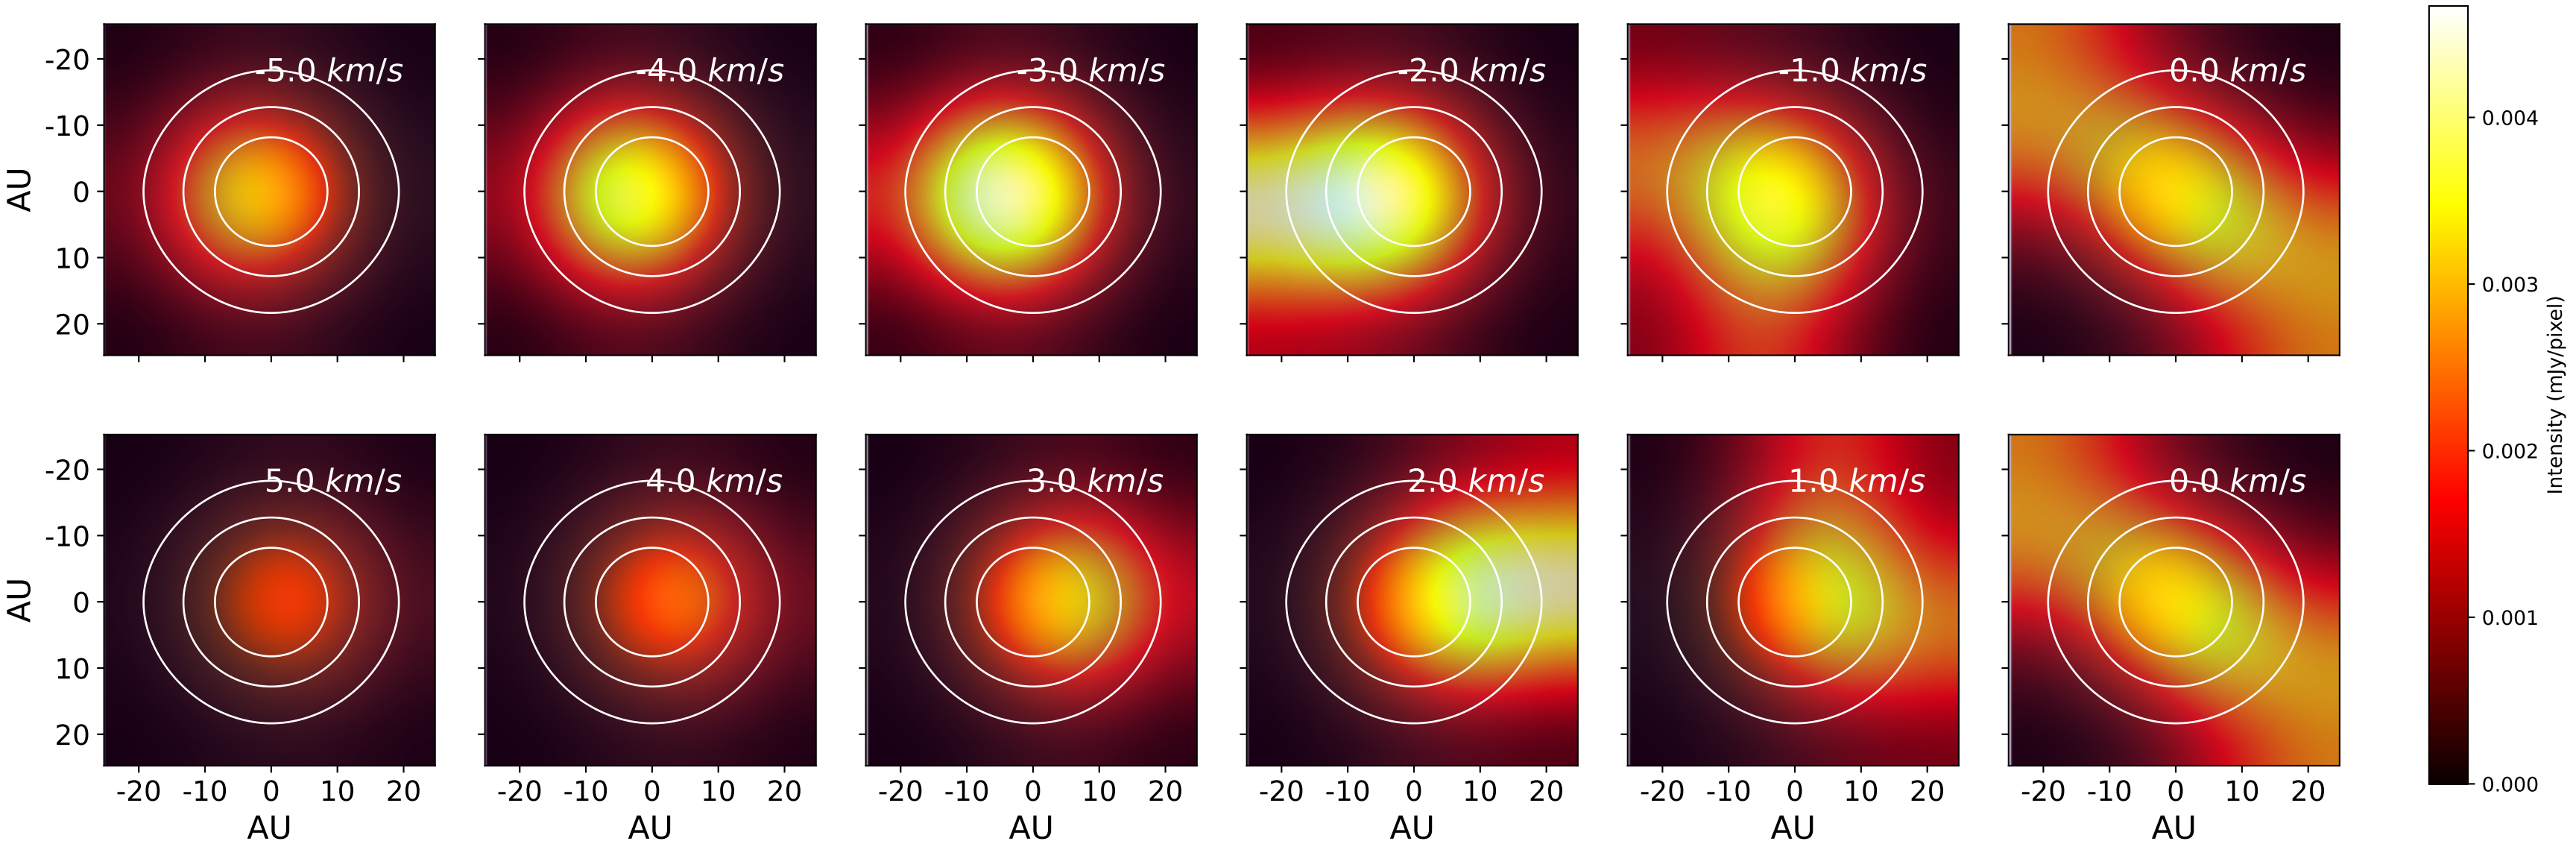 -5.0 km/s
-4.0 km/s
-3.0 km/s
-2.0 km/s
-1.0 km/s
0.0 km/s
-20
-10
0
10
20
AU
5.0 km/s
4.0 km/s
3.0 km/s
2.0 km/s
1.0 km/s
0.0 km/s
-20
-10
0
10
20
AU
-20 -10 0 10 20
-20 -10 0 10 20
-20 -10 0 10 20
-20 -10 0 10 20
-20 -10 0 10 20
-20 -10 0 10 20
AU
AU
AU
AU
AU
AU
0.004
0.003
0.002
0.001
0.000
Intensity (mJy/pixel)